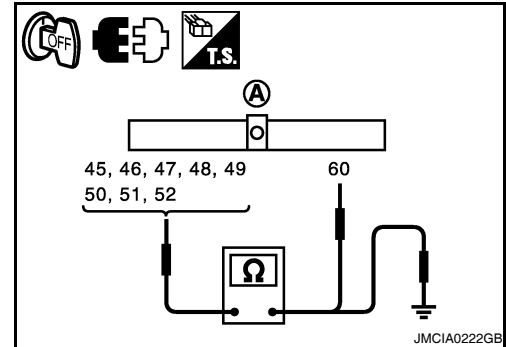 OFF
T.S.
A
45, 46, 47, 48, 49
60
50, 51, 52
Ω
JMCIA0222GB